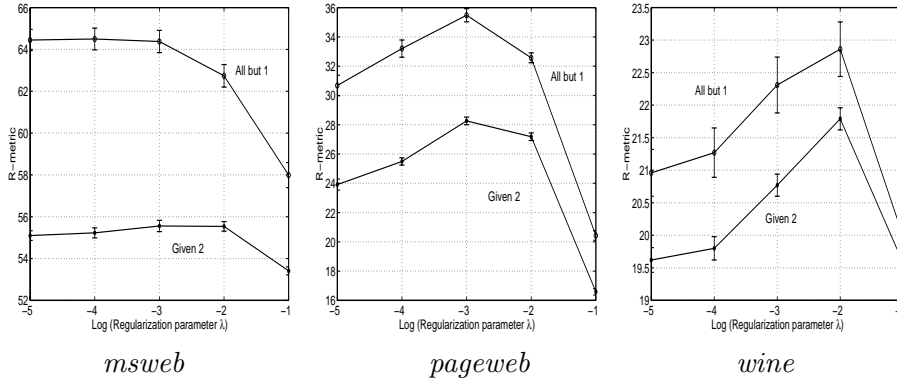 66
64
62
60
58
56
54
52
−5
−4
−3
−2
−1
R−metric
All but 1
Given 2
Log (Regularization parameter λ)
msweb
36
34
32
30
28
26
24
22
20
18
16
−5
−4
−3
−2
−1
R−metric
All but 1
Given 2
Log (Regularization parameter λ)
pageweb
23.5
23
22.5
22
21.5
21
20.5
20
19.5
19
−5
−4
−3
−2
R−metric
All but 1
Given 2
Log (Regularization parameter λ)
wine